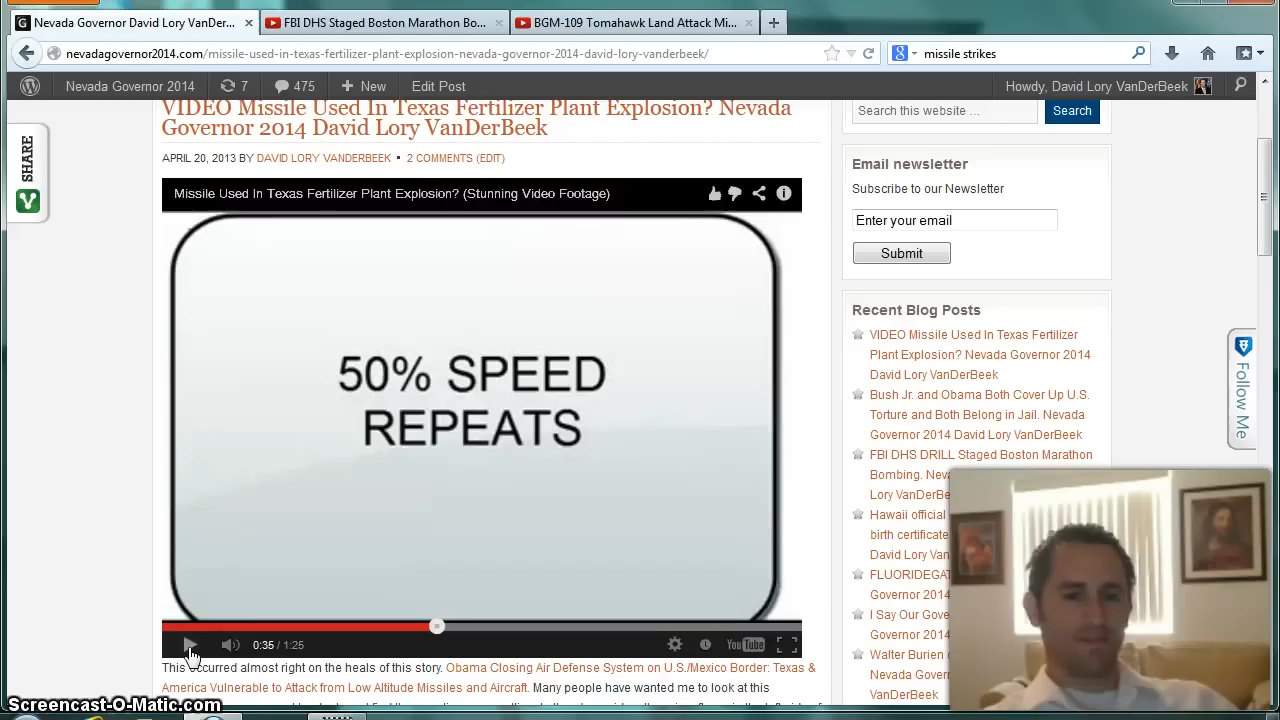 Nevada Governor David Lory VanDer...
FBI DHS Staged Boston Marathon Bo...
BGM-109 Tomahawk Land Attack Mi...
nevadagovernor2014.com/missile-used-in-texas-fertilizer-plant-explosion-nevada-governor-2014-david-lory-vanderbeek/
missile strikes
Nevada Governor 2014
7
475
New
Edit Post
Howdy, David Lory VanDerBeek
SHARE
VIDEO Missile Used In Texas Fertilizer Plant Explosion? Nevada
Governor 2014 David Lory VanDerBeek
APRIL 20, 2013 BY DAVID LORY VANDERBEEK • 2 COMMENTS (EDIT)
Missile Used In Texas Fertilizer Plant Explosion? (Stunning Video Footage)
50% SPEED
REPEATS
0:35 / 1:25
YouTube
This occurred almost right on the heals of this story. Obama Closing Air Defense System on U.S./Mexico Border: Texas &
America Vulnerable to Attack from Low Altitude Missiles and Aircraft. Many people have wanted me to look at this
Search this website ...
Search
Email newsletter
Subscribe to our Newsletter
Enter your email
Submit
Recent Blog Posts
VIDEO Missile Used In Texas Fertilizer
Plant Explosion? Nevada Governor 2014
David Lory VanDerBeek
Bush Jr. and Obama Both Cover Up U.S.
Torture and Both Belong in Jail. Nevada
Governor 2014 David Lory VanDerBeek
FBI DHS DRILL Staged Boston Marathon
Bombing. Neva
Lory VanDerBe
Hawaii official
birth certificate
David Lory Van
FLUORIDEGAT
Governor 2014
I Say Our Gove
Governor 2014
Walter Burien
Nevada Govern
VanDerBeek
Follow Me
Screencast-O-Matic.com